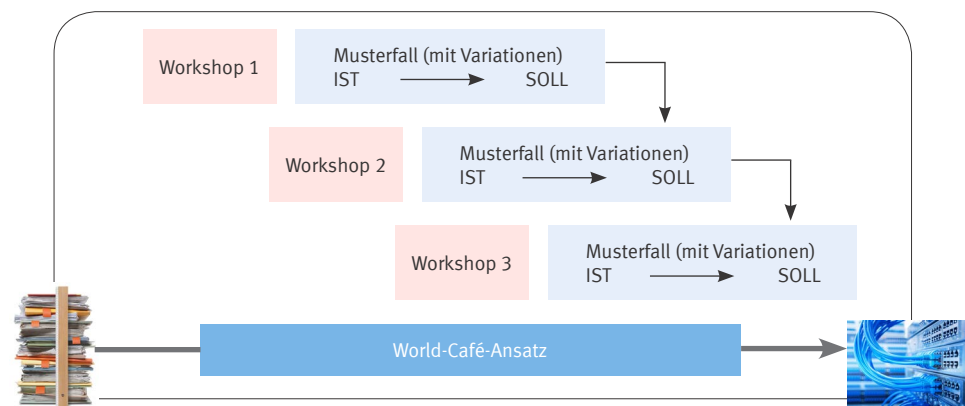 Workshop 1
Musterfall (mit Variationen)
IST SOLL
Workshop 2
Musterfall (mit Variationen)
IST SOLL
Workshop 3
Musterfall (mit Variationen)
IST SOLL
World-Café-Ansatz